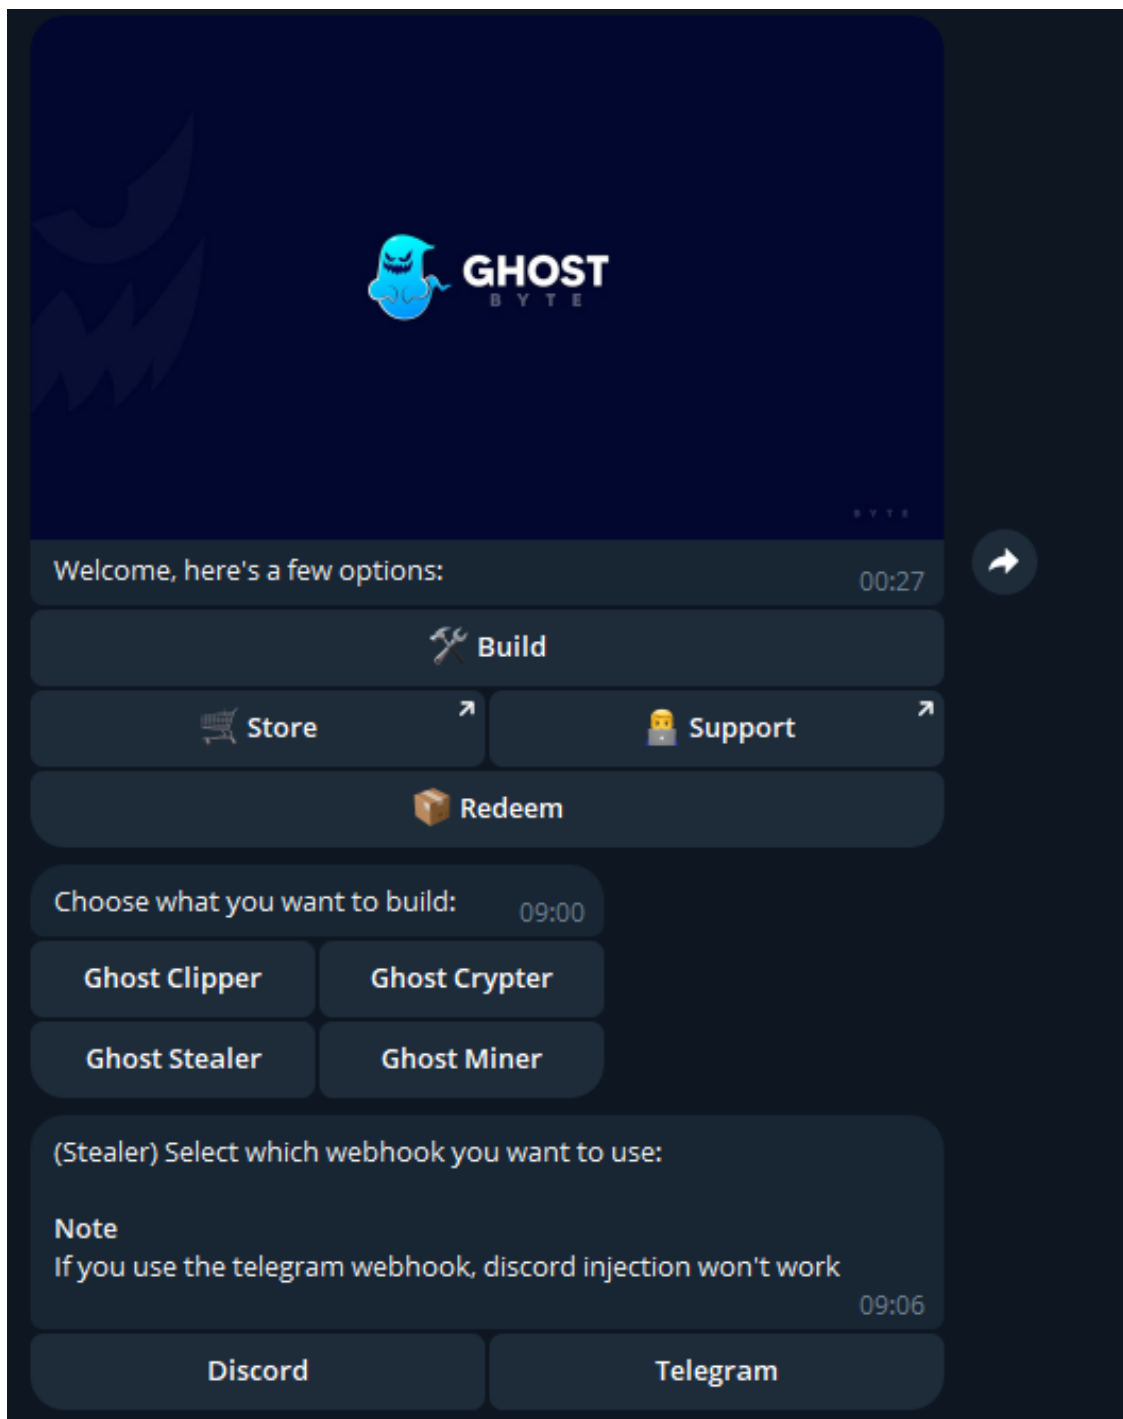 GHOST
BYTE
BYTE
Welcome, here's a few options:
00:27
Build
Store
Support
Redeem
Choose what you want to build:
09:00
Ghost Clipper
Ghost Crypter
Ghost Stealer
Ghost Miner
(Stealer) Select which webhook you want to use:
Note
If you use the telegram webhook, discord injection won't work
09:06
Discord
Telegram